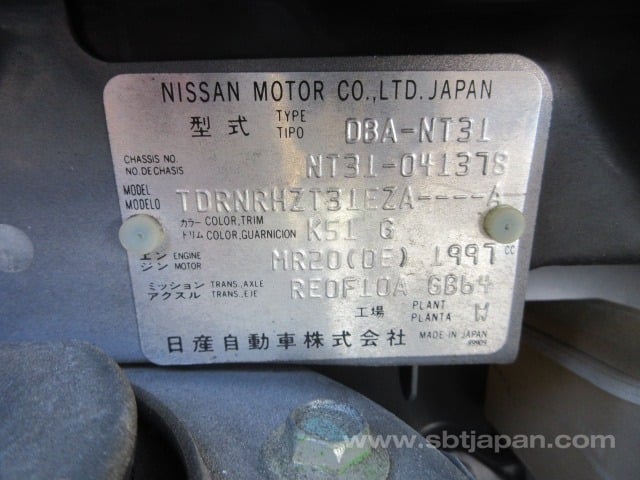 NISSAN MOTOR CO.,LTD. JAPAN
型式 TYPE TIPO DBA-NT31
CHASSIS NO. NO.DE CHASIS NT31-041378
MODEL MODELO TDRNRHZT31EZA----A
カラー COLOR,TRIM
トリム COLOR,GUARNICION K51 G
エンジン ENGINE MOTOR MR20(DE) 1997 cc
ミッション TRANS.,AXLE
アクスル TRANS.,EJE RE0F10A GB64
工場 PLANT PLANTA W
日産自動車株式会社 MADE IN JAPAN
www.sbtjapan.com